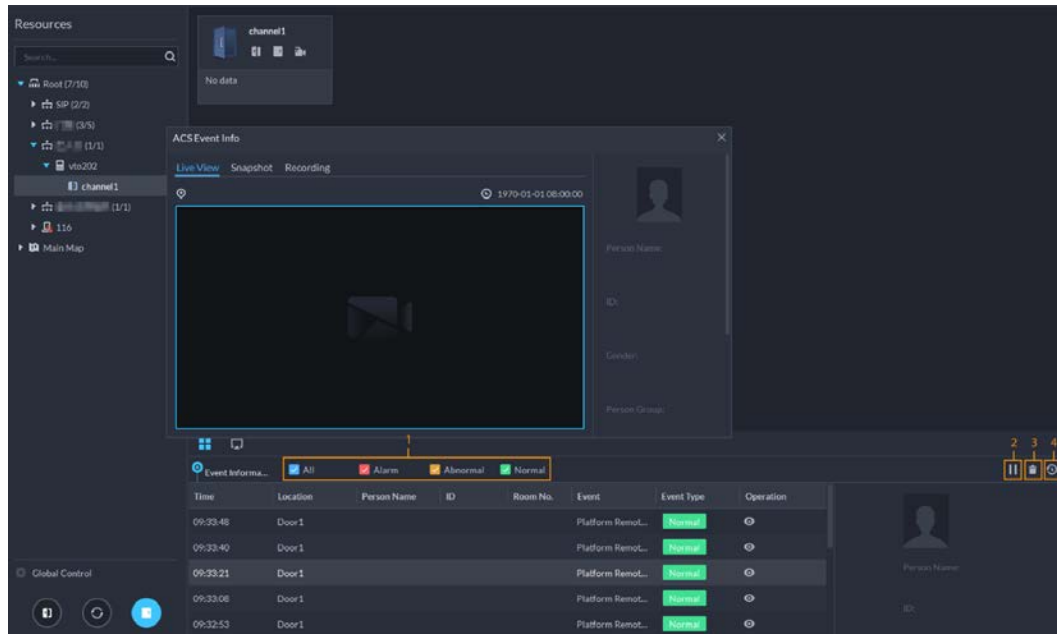 Resources
channel1
Search...
No data
Root (7/10)
SIP (2/2)
(3/5)
(1/1)
vto202
channel1
(1/1)
116
Main Map
ACS Event Info
Live View Snapshot Recording
1970-01-01 08:00:00
Person Name:
ID:
Gender:
Person Group:
1
2 3 4
Event Informa... All Alarm Abnormal Normal
Time Location Person Name ID Room No. Event Event Type Operation
09:33:48 Door1 Platform Remot... Normal
09:33:40 Door1 Platform Remot... Normal
09:33:21 Door1 Platform Remot... Normal
09:33:08 Door1 Platform Remot... Normal
09:32:53 Door1 Platform Remot... Normal
Person Name:
ID:
Global Control